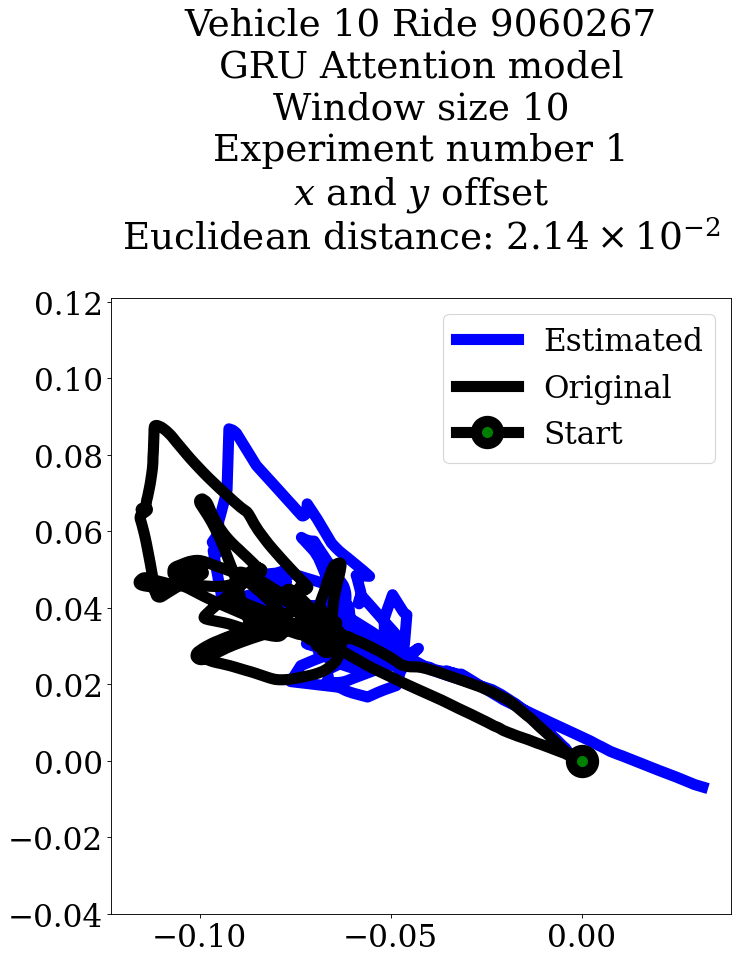 Vehicle 10 Ride 9060267
GRU Attention model
Window size 10
Experiment number 1
x and y offset
Euclidean distance: 2.14 × 10⁻²
0.12
Estimated
0.10
Original
0.08
Start
0.06
0.04
0.02
0.00
−0.02
−0.04
−0.10 −0.05 0.00